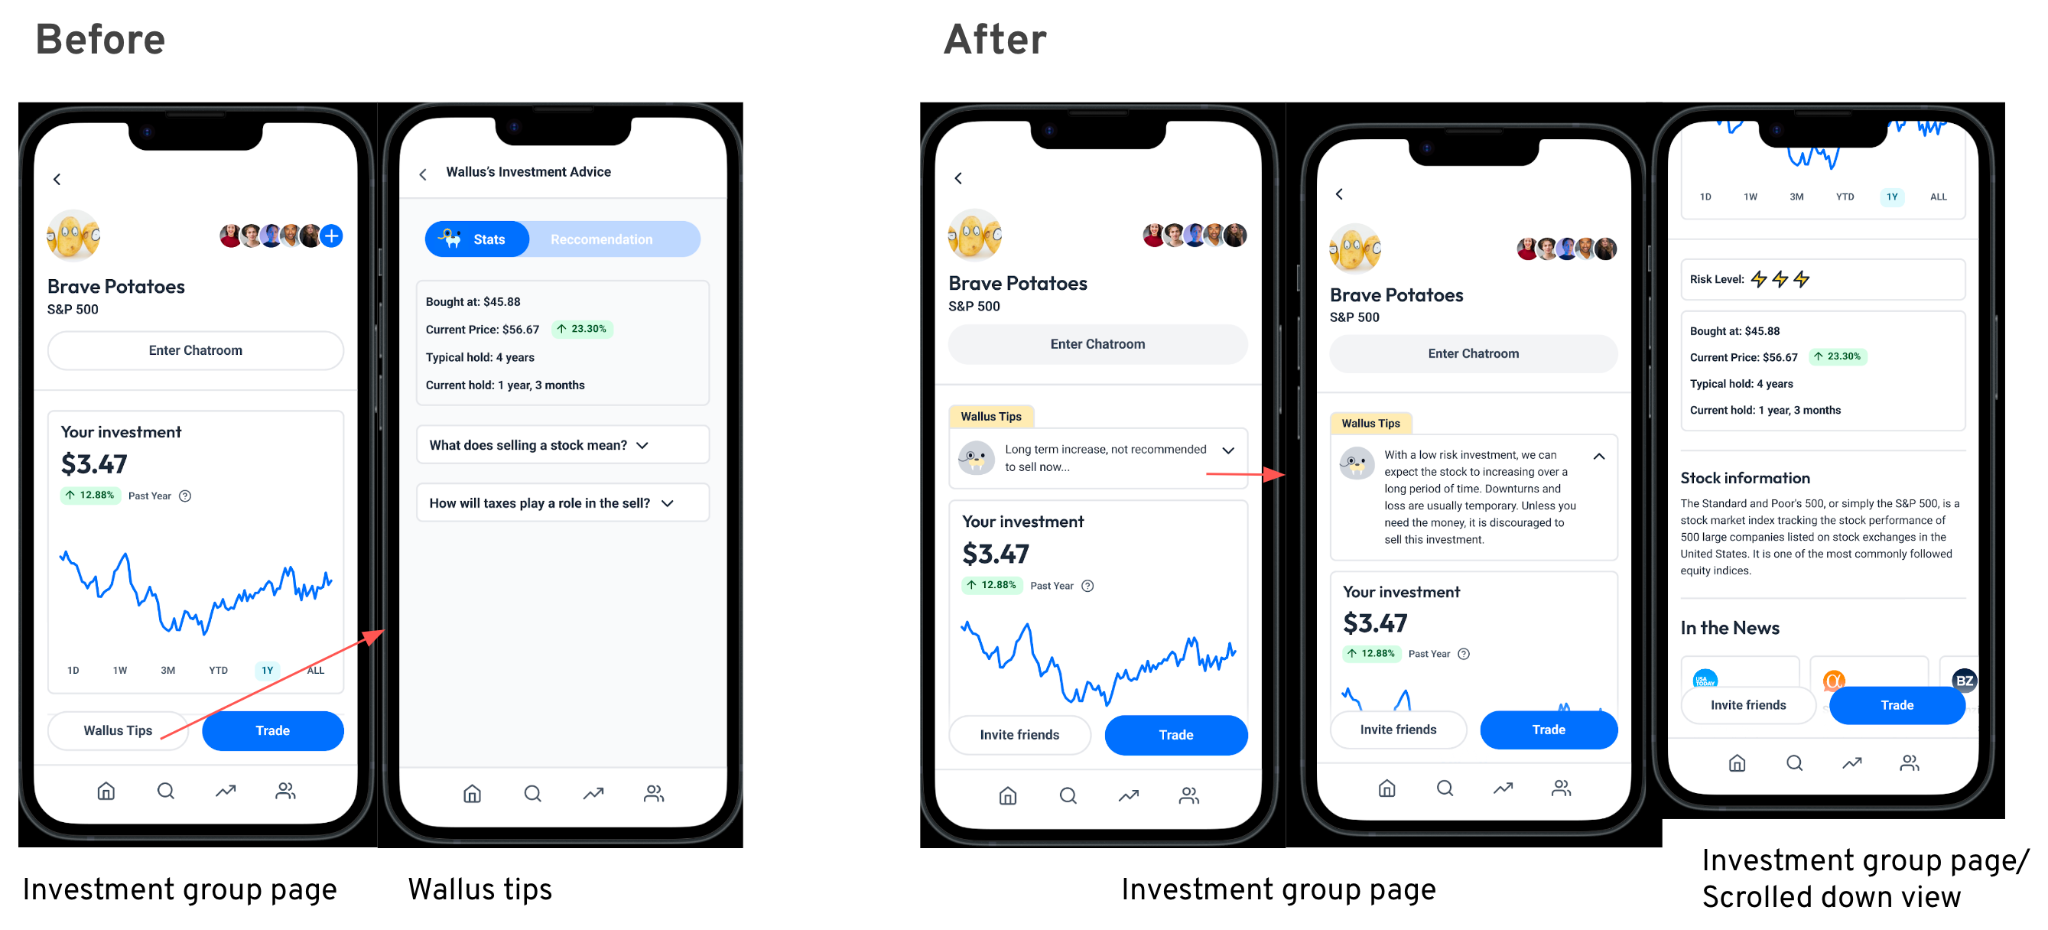 Before
After
Brave Potatoes
S&P 500
Enter Chatroom
Your investment
$3.47
12.88% Past Year ?
1D 1W 3M YTD 1Y ALL
Wallus Tips
Trade
Wallus's Investment Advice
Stats Reccomendation
Bought at: $45.88
Current Price: $56.67 23.30%
Typical hold: 4 years
Current hold: 1 year, 3 months
What does selling a stock mean?
How will taxes play a role in the sell?
Brave Potatoes
S&P 500
Enter Chatroom
Wallus Tips
Long term increase, not recommended
to sell now...
Your investment
$3.47
12.88% Past Year ?
Invite friends
Trade
Brave Potatoes
S&P 500
Enter Chatroom
Wallus Tips
With a low risk investment, we can
expect the stock to increasing over a
long period of time. Downturns and
loss are usually temporary. Unless you
need the money, it is discouraged to
sell this investment.
Your investment
$3.47
12.88% Past Year ?
Invite friends
Trade
1D 1W 3M YTD 1Y ALL
Risk Level:
Bought at: $45.88
Current Price: $56.67 23.30%
Typical hold: 4 years
Current hold: 1 year, 3 months
Stock information
The Standard and Poor's 500, or simply the S&P 500, is a
stock market index tracking the stock performance of
500 large companies listed on stock exchanges in the
United States. It is one of the most commonly followed
equity indices.
In the News
USA TODAY
α
BZ
Invite friends
Trade
Investment group page
Wallus tips
Investment group page
Investment group page/
Scrolled down view